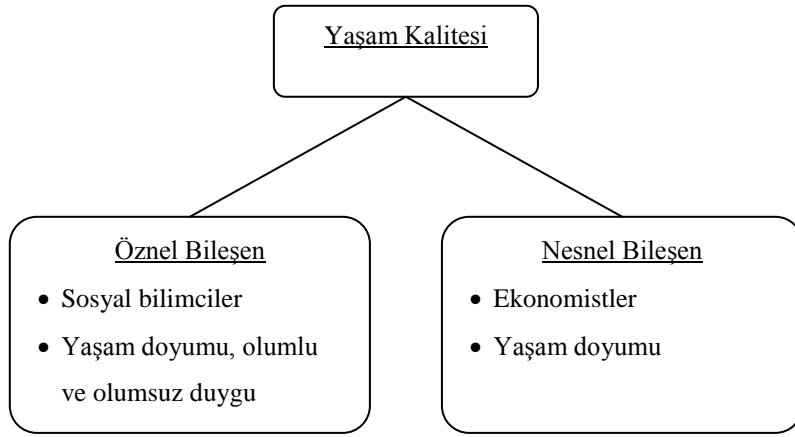 Yaşam Kalitesi
Öznel Bileşen
• Sosyal bilimciler
• Yaşam doyumu, olumlu
ve olumsuz duygu
Nesnel Bileşen
• Ekonomistler
• Yaşam doyumu